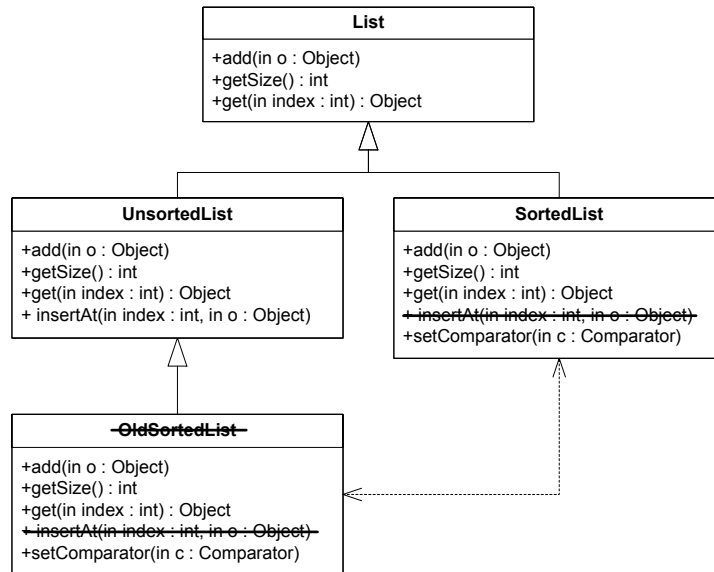 List
+add(in o : Object)
+getSize() : int
+get(in index : int) : Object
UnsortedList
+add(in o : Object)
+getSize() : int
+get(in index : int) : Object
+ insertAt(in index : int, in o : Object)
SortedList
+add(in o : Object)
+getSize() : int
+get(in index : int) : Object
+ insertAt(in index : int, in o : Object)
+setComparator(in c : Comparator)
OldSortedList
+add(in o : Object)
+getSize() : int
+get(in index : int) : Object
+ insertAt(in index : int, in o : Object)
+setComparator(in c : Comparator)